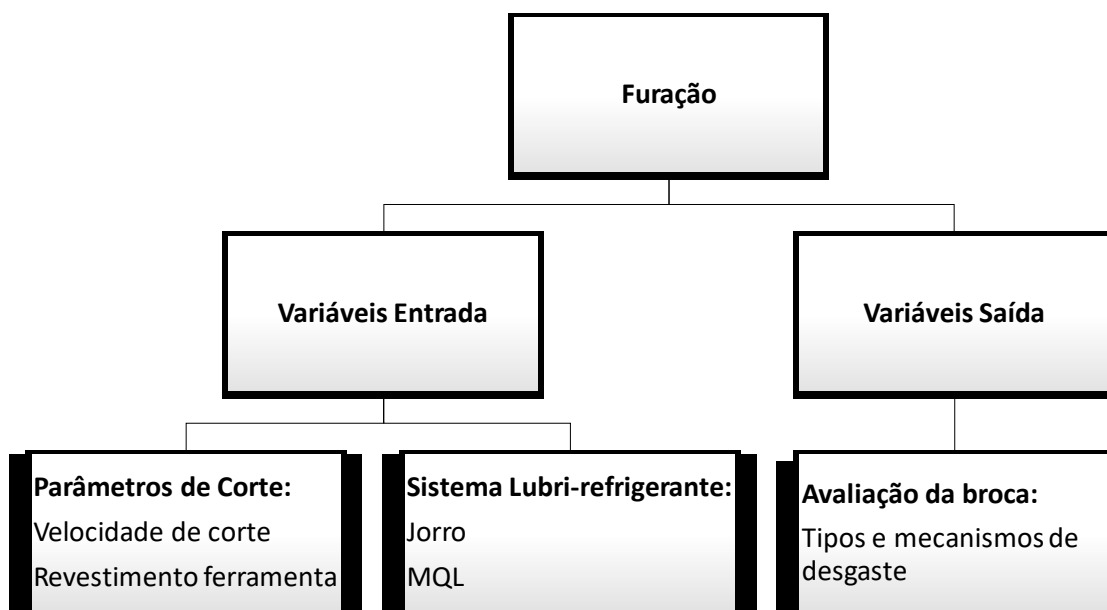 Furação
Variáveis Entrada
Variáveis Saída
Parâmetros de Corte:
Velocidade de corte
Revestimento ferramenta
Sistema Lubri-refrigerante:
Jorro
MQL
Avaliação da broca:
Tipos e mecanismos de
desgaste